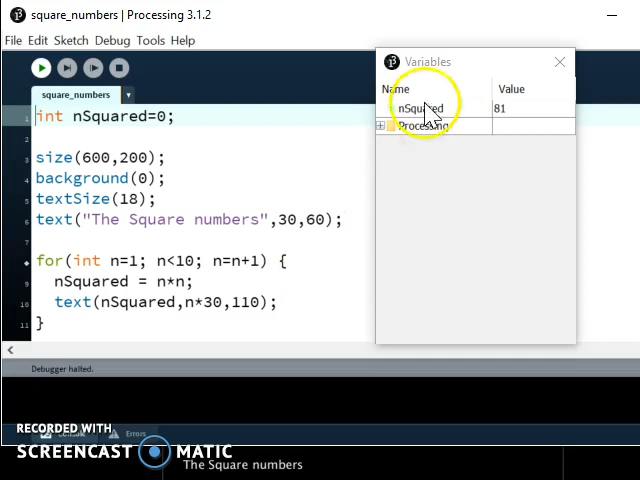 square_numbers | Processing 3.1.2
File Edit Sketch Debug Tools Help
square_numbers
Variables
Name Value
nSquared 81
Processing
1 int nSquared=0;
2
3 size(600,200);
4 background(0);
5 textSize(18);
6 text("The Square numbers",30,60);
7
for(int n=1; n<10; n=n+1) {
9 nSquared = n*n;
10 text(nSquared,n*30,110);
11 }
Debugger halted.
Console Errors
RECORDED WITH
SCREENCAST MATIC
The Square numbers